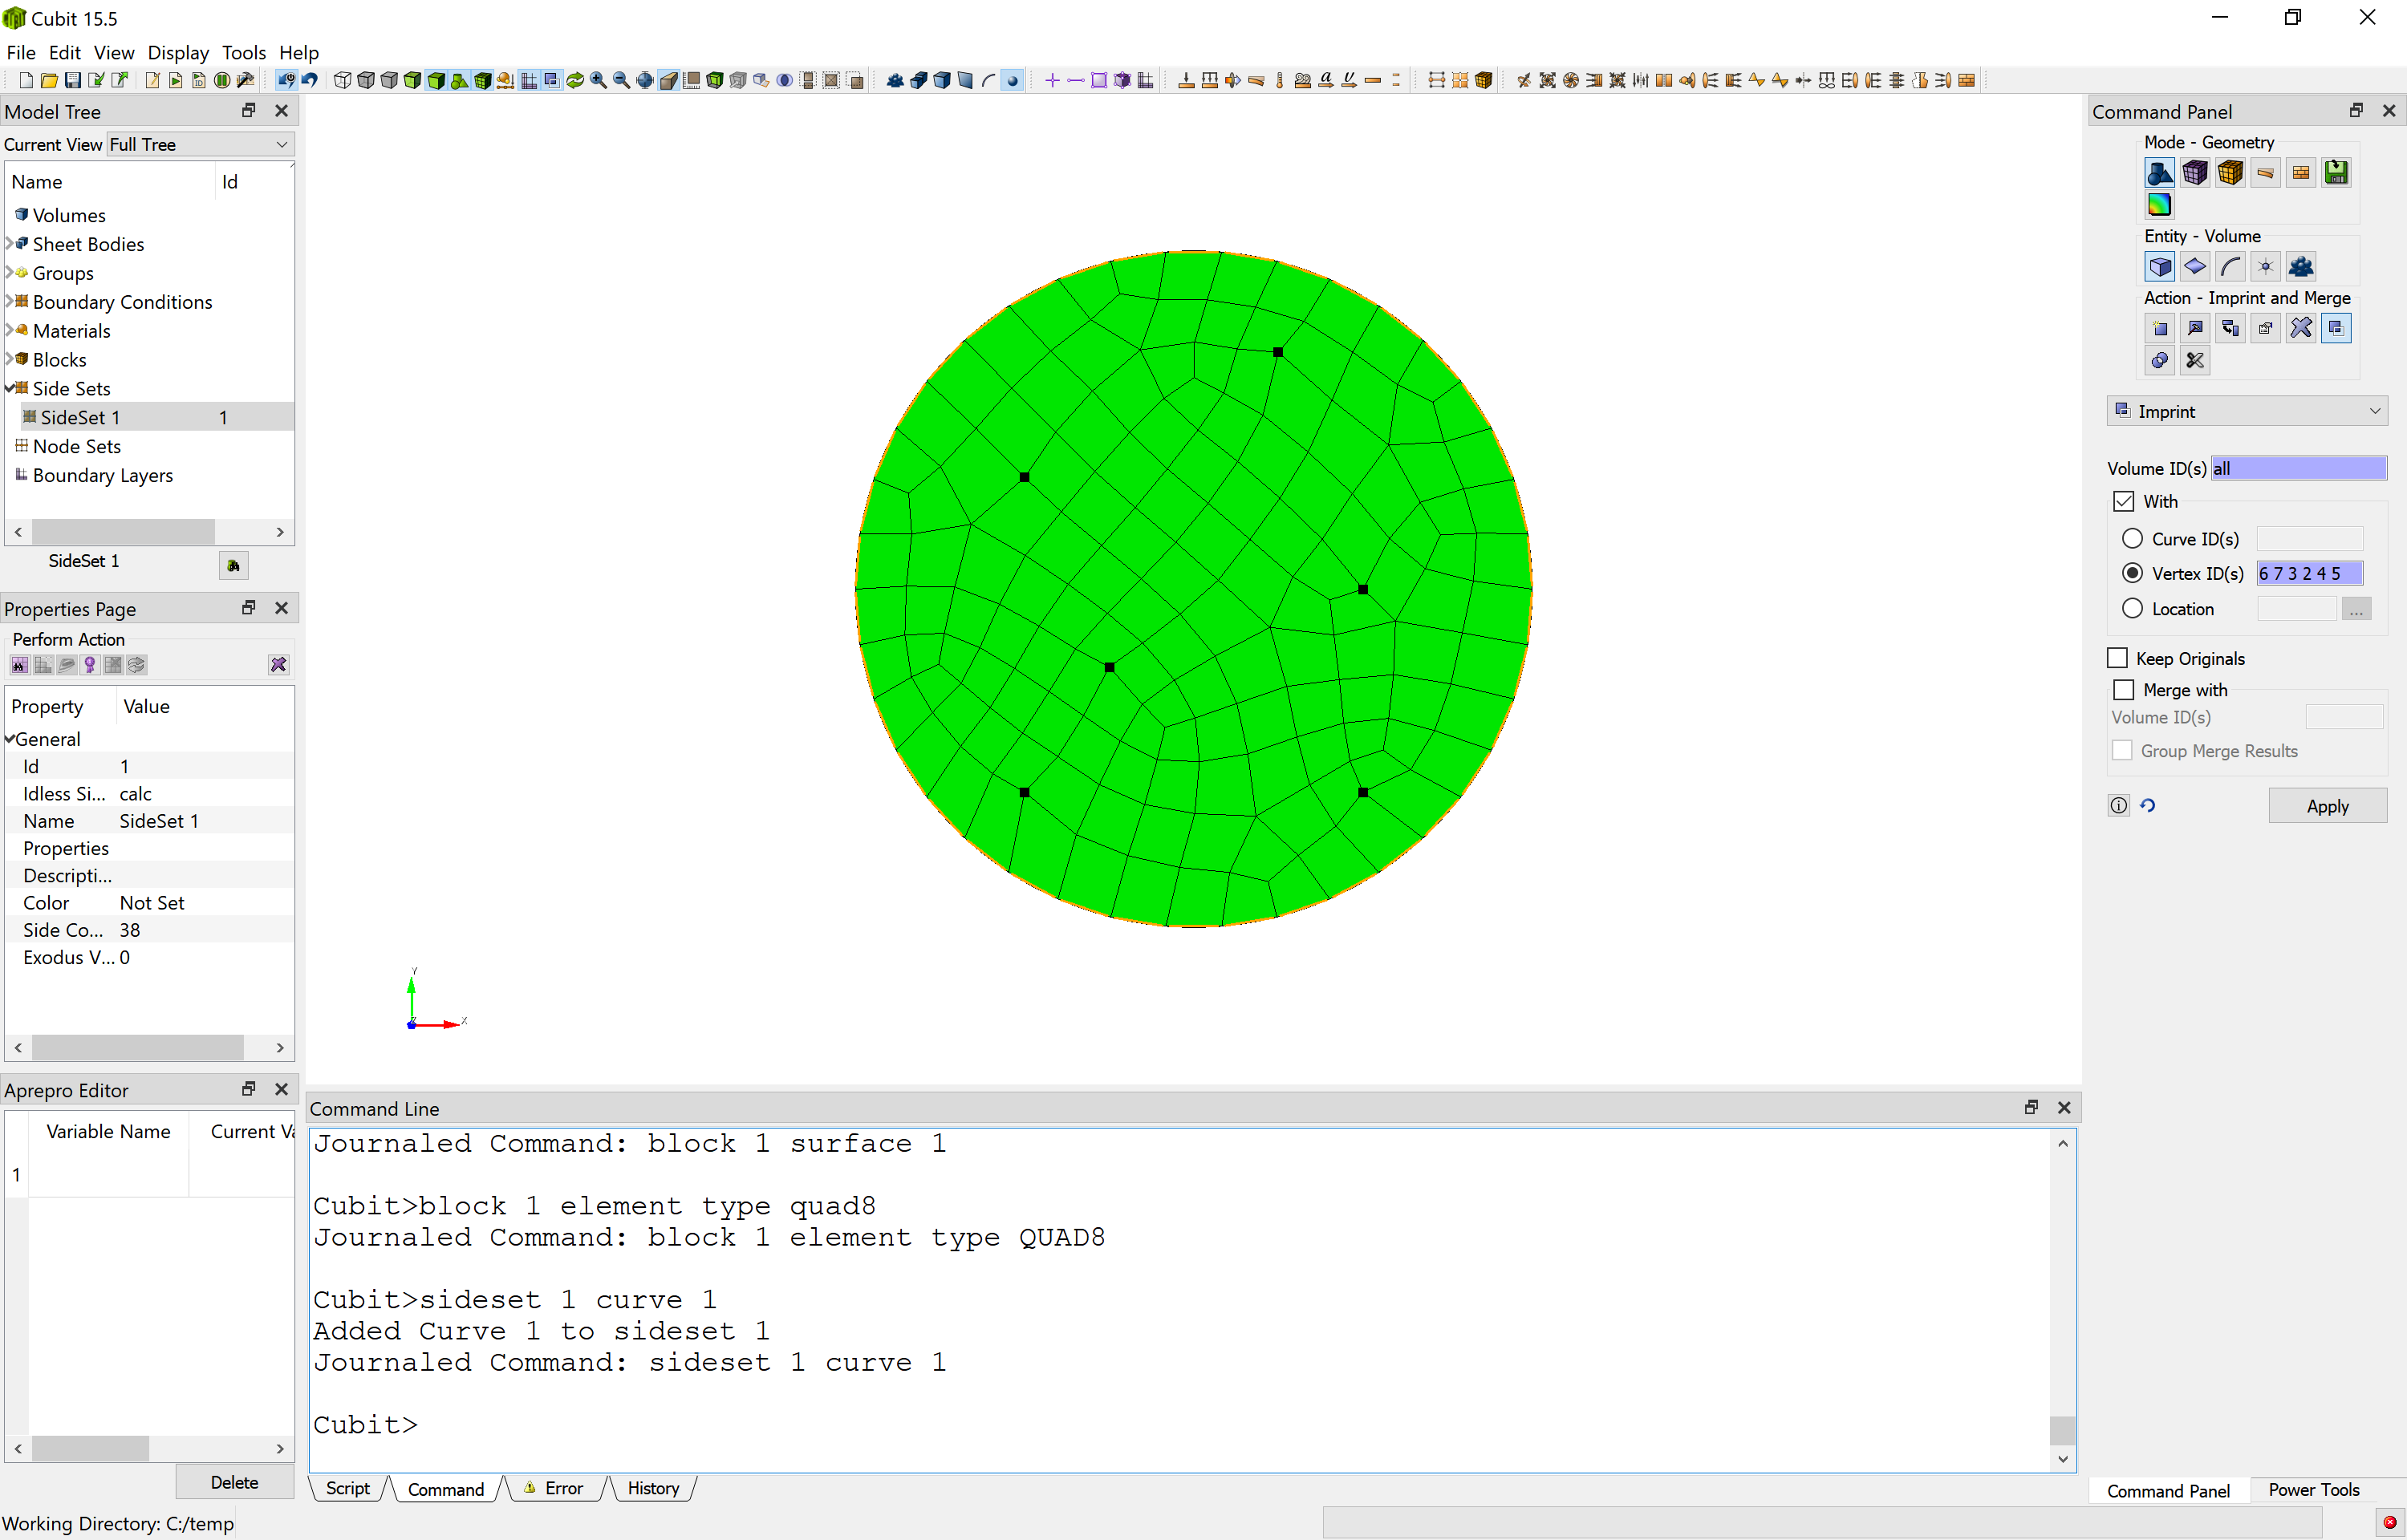 Cubit 15.5
File Edit View Display Tools Help
Model Tree
Current View Full Tree
Name Id
Volumes
Sheet Bodies
Groups
Boundary Conditions
Materials
Blocks
Side Sets
SideSet 1 1
Node Sets
Boundary Layers
SideSet 1
Properties Page
Perform Action
Property Value
General
Id 1
Idless Si... calc
Name SideSet 1
Properties
Descripti...
Color Not Set
Side Co... 38
Exodus V... 0
Aprepro Editor
Variable Name Current Va
1
Delete
Working Directory: C:/temp
Y
Z
X
Command Line
Journaled Command: block 1 surface 1
Cubit>block 1 element type quad8
Journaled Command: block 1 element type QUAD8
Cubit>sideset 1 curve 1
Added Curve 1 to sideset 1
Journaled Command: sideset 1 curve 1
Cubit>
Script Command Error History
Command Panel
Mode - Geometry
Entity - Volume
Action - Imprint and Merge
Imprint
Volume ID(s) all
With
Curve ID(s)
Vertex ID(s) 6 7 3 2 4 5
Location ...
Keep Originals
Merge with
Volume ID(s)
Group Merge Results
Apply
Command Panel Power Tools